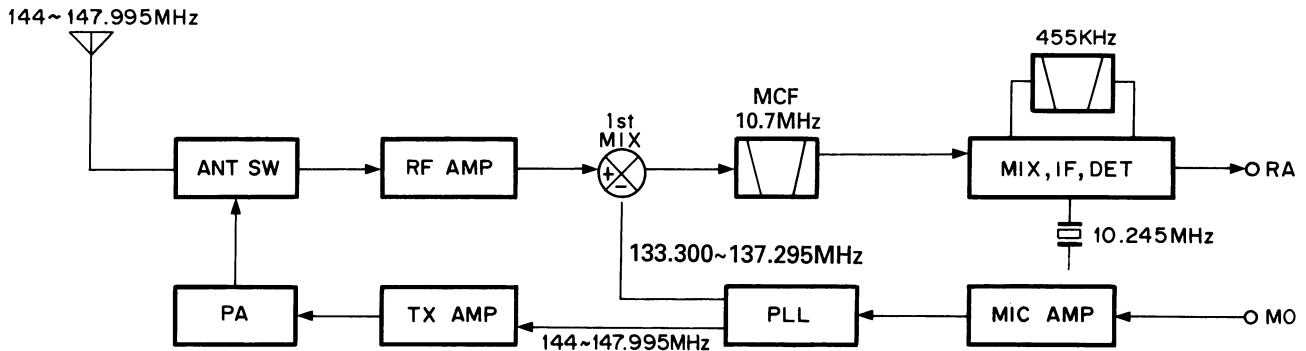 144~147.995MHz
455KHz
MCF
10.7MHz
1st
MIX
ANT SW
RF AMP
+
−
MIX, IF, DET
RA
10.245MHz
133.300~137.295MHz
PA
TX AMP
PLL
MIC AMP
MO
144~147.995MHz